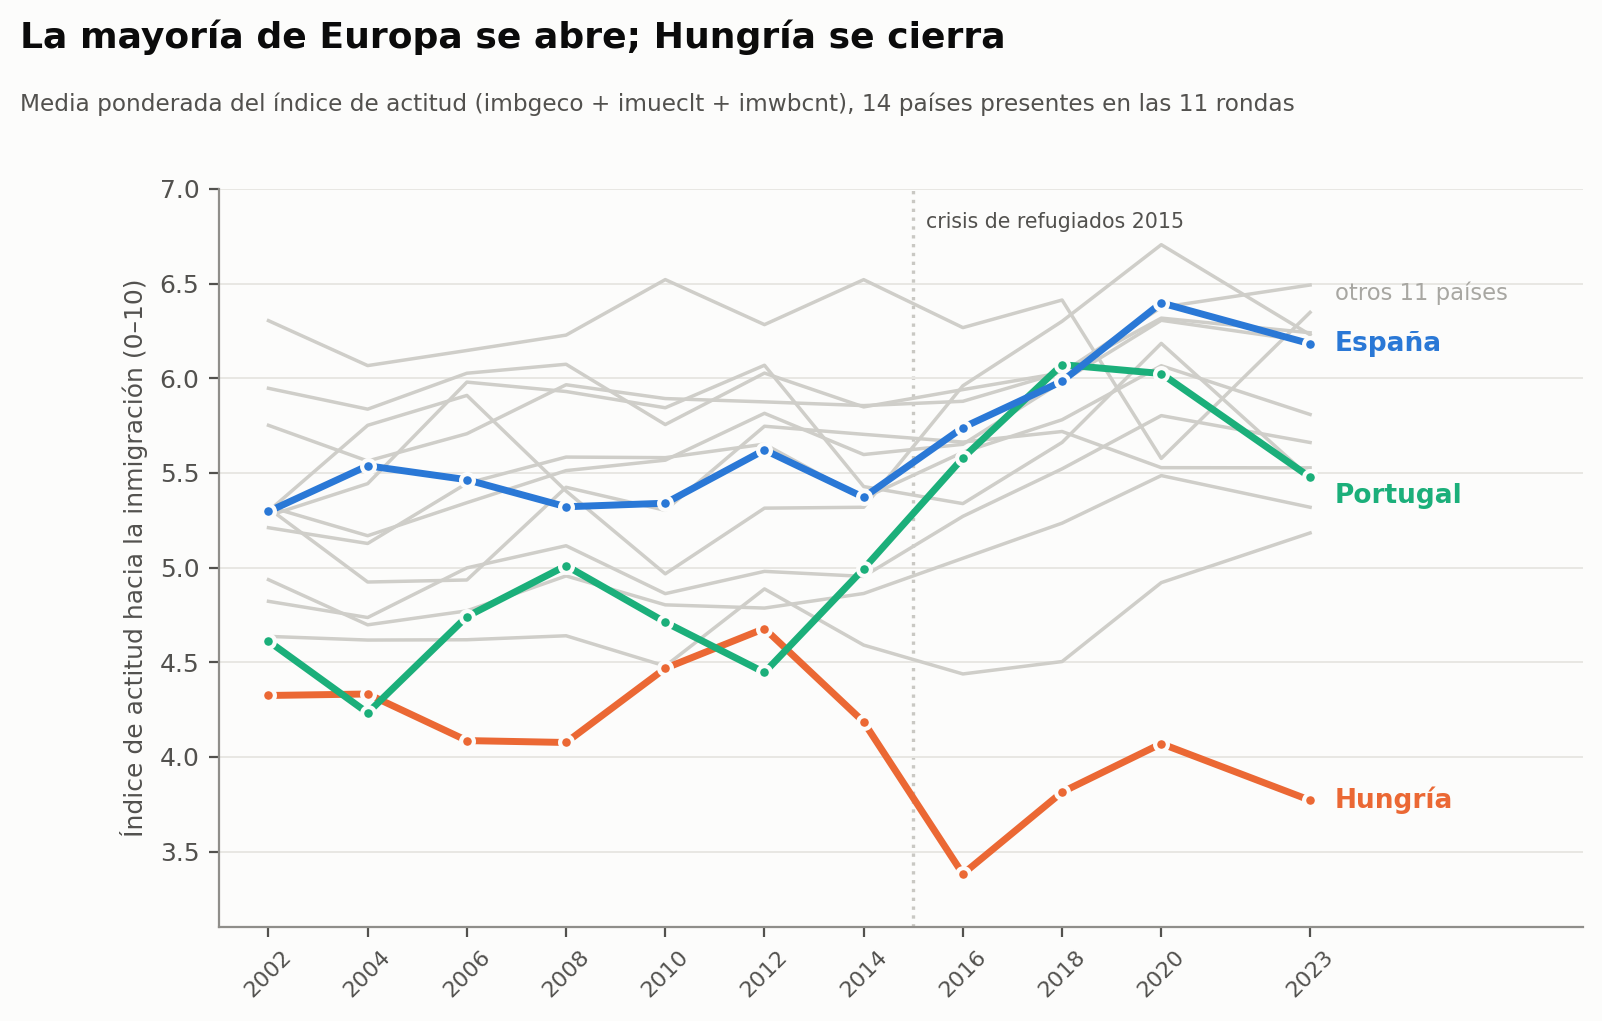 La mayoría de Europa se abre; Hungría se cierra
Media ponderada del índice de actitud (imbgeco + imueclt + imwbcnt), 14 países presentes en las 11 rondas
Índice de actitud hacia la inmigración (0–10)
7.0
6.5
6.0
5.5
5.0
4.5
4.0
3.5
crisis de refugiados 2015
otros 11 países
España
Portugal
Hungría
2002
2004
2006
2008
2010
2012
2014
2016
2018
2020
2023